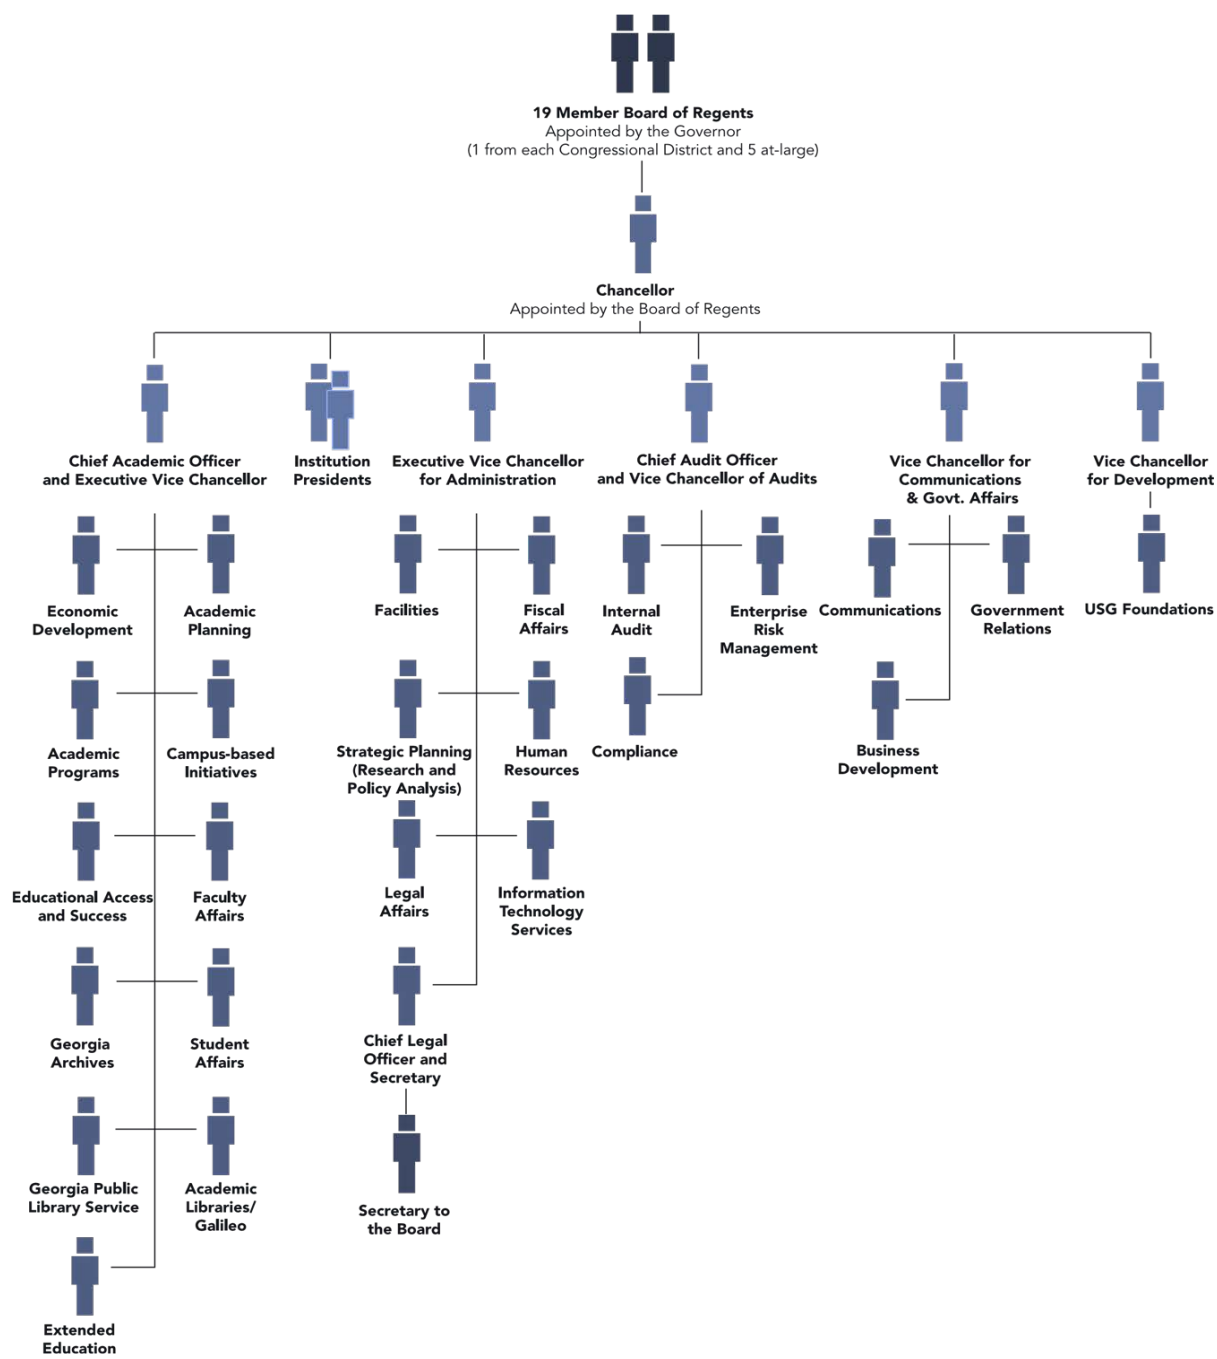 19 Member Board of Regents
Appointed by the Governor
(1 from each Congressional District and 5 at-large)
Chancellor
Appointed by the Board of Regents
Chief Academic Officer
and Executive Vice Chancellor
Institution
Presidents
Executive Vice Chancellor
for Administration
Chief Audit Officer
and Vice Chancellor of Audits
Vice Chancellor for
Communications
& Govt. Affairs
Vice Chancellor
for Development
Economic
Development
Academic
Planning
Facilities
Fiscal
Affairs
Internal
Audit
Enterprise
Risk
Management
Communications
Government
Relations
USG Foundations
Academic
Programs
Campus-based
Initiatives
Strategic Planning
(Research and
Policy Analysis)
Human
Resources
Compliance
Business
Development
Educational Access
and Success
Faculty
Affairs
Legal
Affairs
Information
Technology
Services
Georgia
Archives
Student
Affairs
Chief Legal
Officer and
Secretary
Georgia Public
Library Service
Academic
Libraries/
Galileo
Secretary to
the Board
Extended
Education